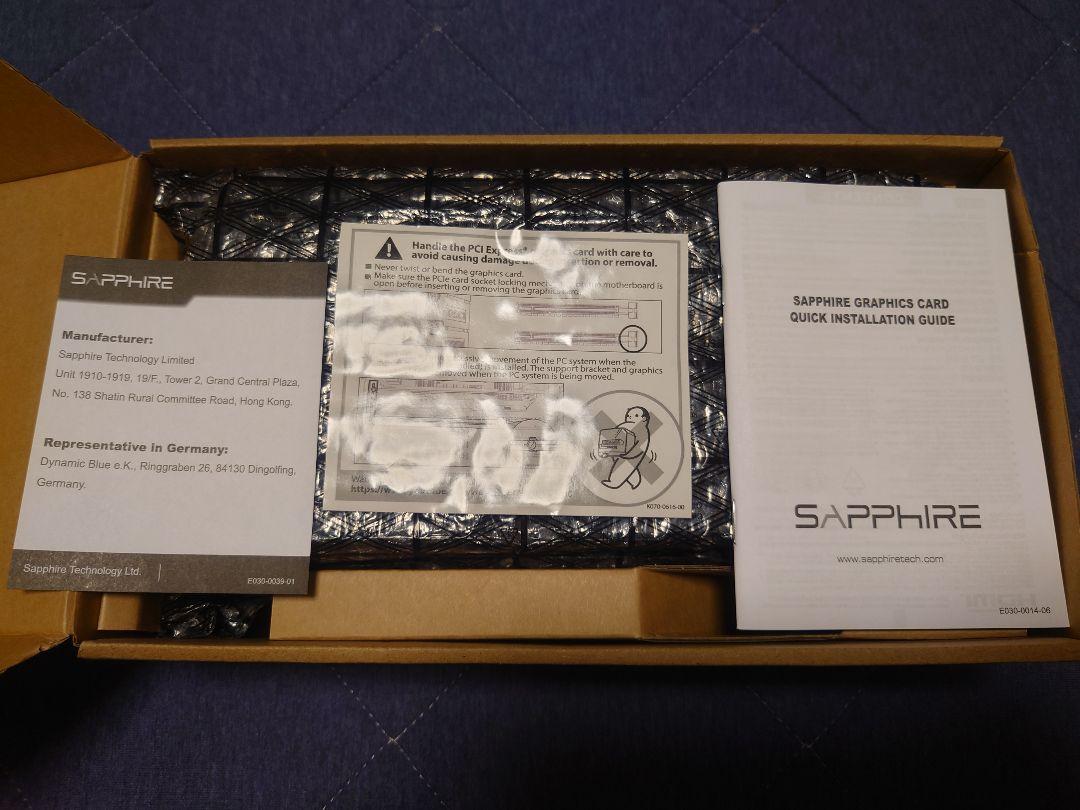 SAPPHIRE
Manufacturer:
Sapphire Technology Limited
Unit 1910-1919, 19/F., Tower 2, Grand Central Plaza,
No. 138 Shatin Rural Committee Road, Hong Kong.
Representative in Germany:
Dynamic Blue e.K., Ringgraben 26, 84130 Dingolfing,
Germany.
Sapphire Technology Ltd.
E030-0039-01
Handle the PCI Express® card with care to
avoid causing damage or removal.
Never twist or bend the graphics card.
Make sure the PCIe card socket locking motherboard is
open before inserting or removing the graphics card.
movement of the PC system when the
is installed. The support bracket and graphics
moved when the PC system is being moved.
K070-0616-00
SAPPHIRE GRAPHICS CARD
QUICK INSTALLATION GUIDE
SAPPHIRE
www.sapphiretech.com
E030-0014-06